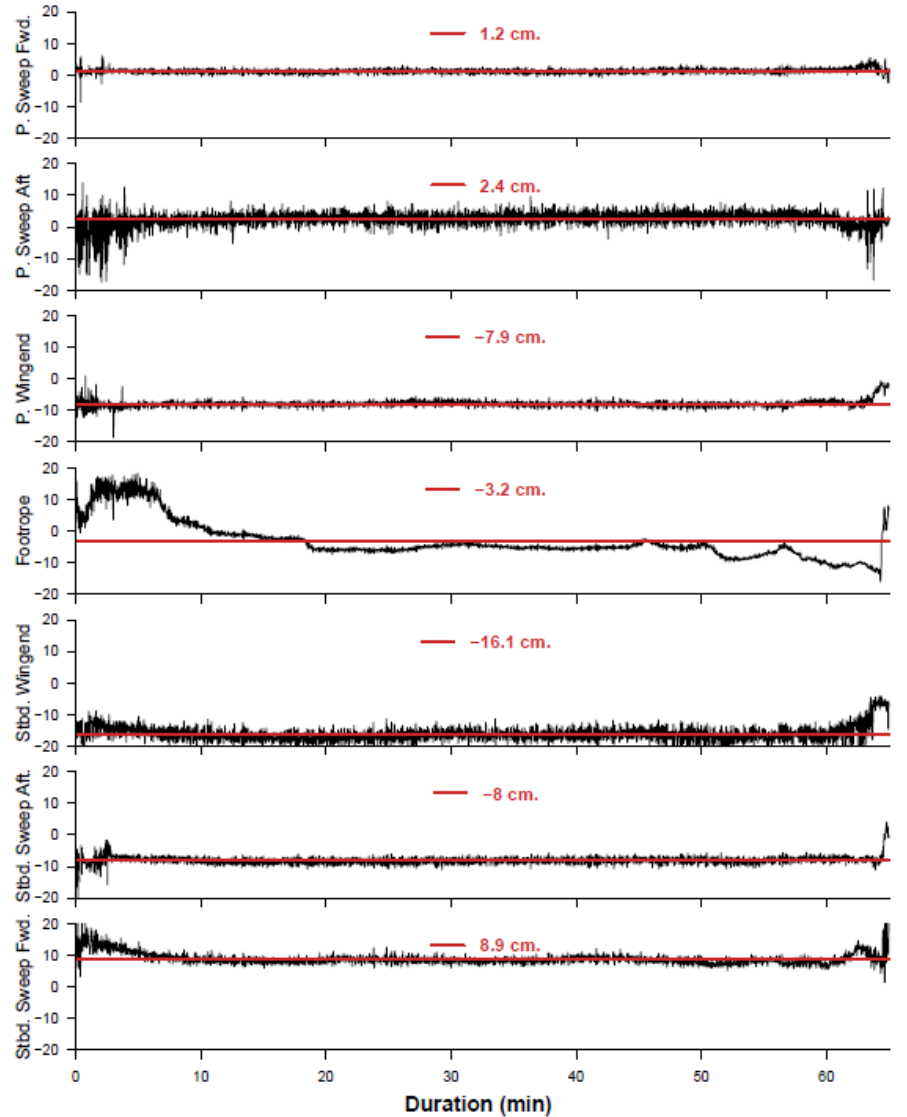 P. Sweep Fwd.
20
10
0
−10
−20
1.2 cm.
P. Sweep Aft
20
10
0
−10
−20
2.4 cm.
P. Wingend
20
10
0
−10
−20
−7.9 cm.
Footrope
20
10
0
−10
−20
−3.2 cm.
Stbd. Wingend
20
10
0
−10
−20
−16.1 cm.
Stbd. Sweep Aft.
20
10
0
−10
−20
−8 cm.
Stbd. Sweep Fwd.
20
10
0
−10
−20
8.9 cm.
0 10 20 30 40 50 60
Duration (min)